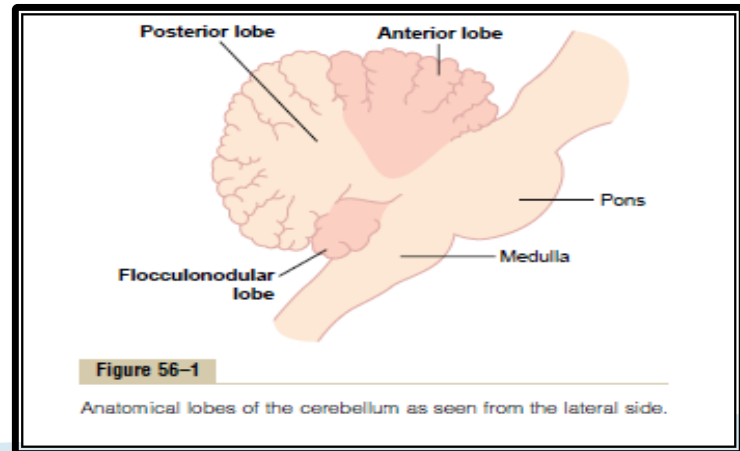 Posterior lobe
Anterior lobe
Pons
Medulla
Flocculonodular
lobe
Figure 56–1
Anatomical lobes of the cerebellum as seen from the lateral side.